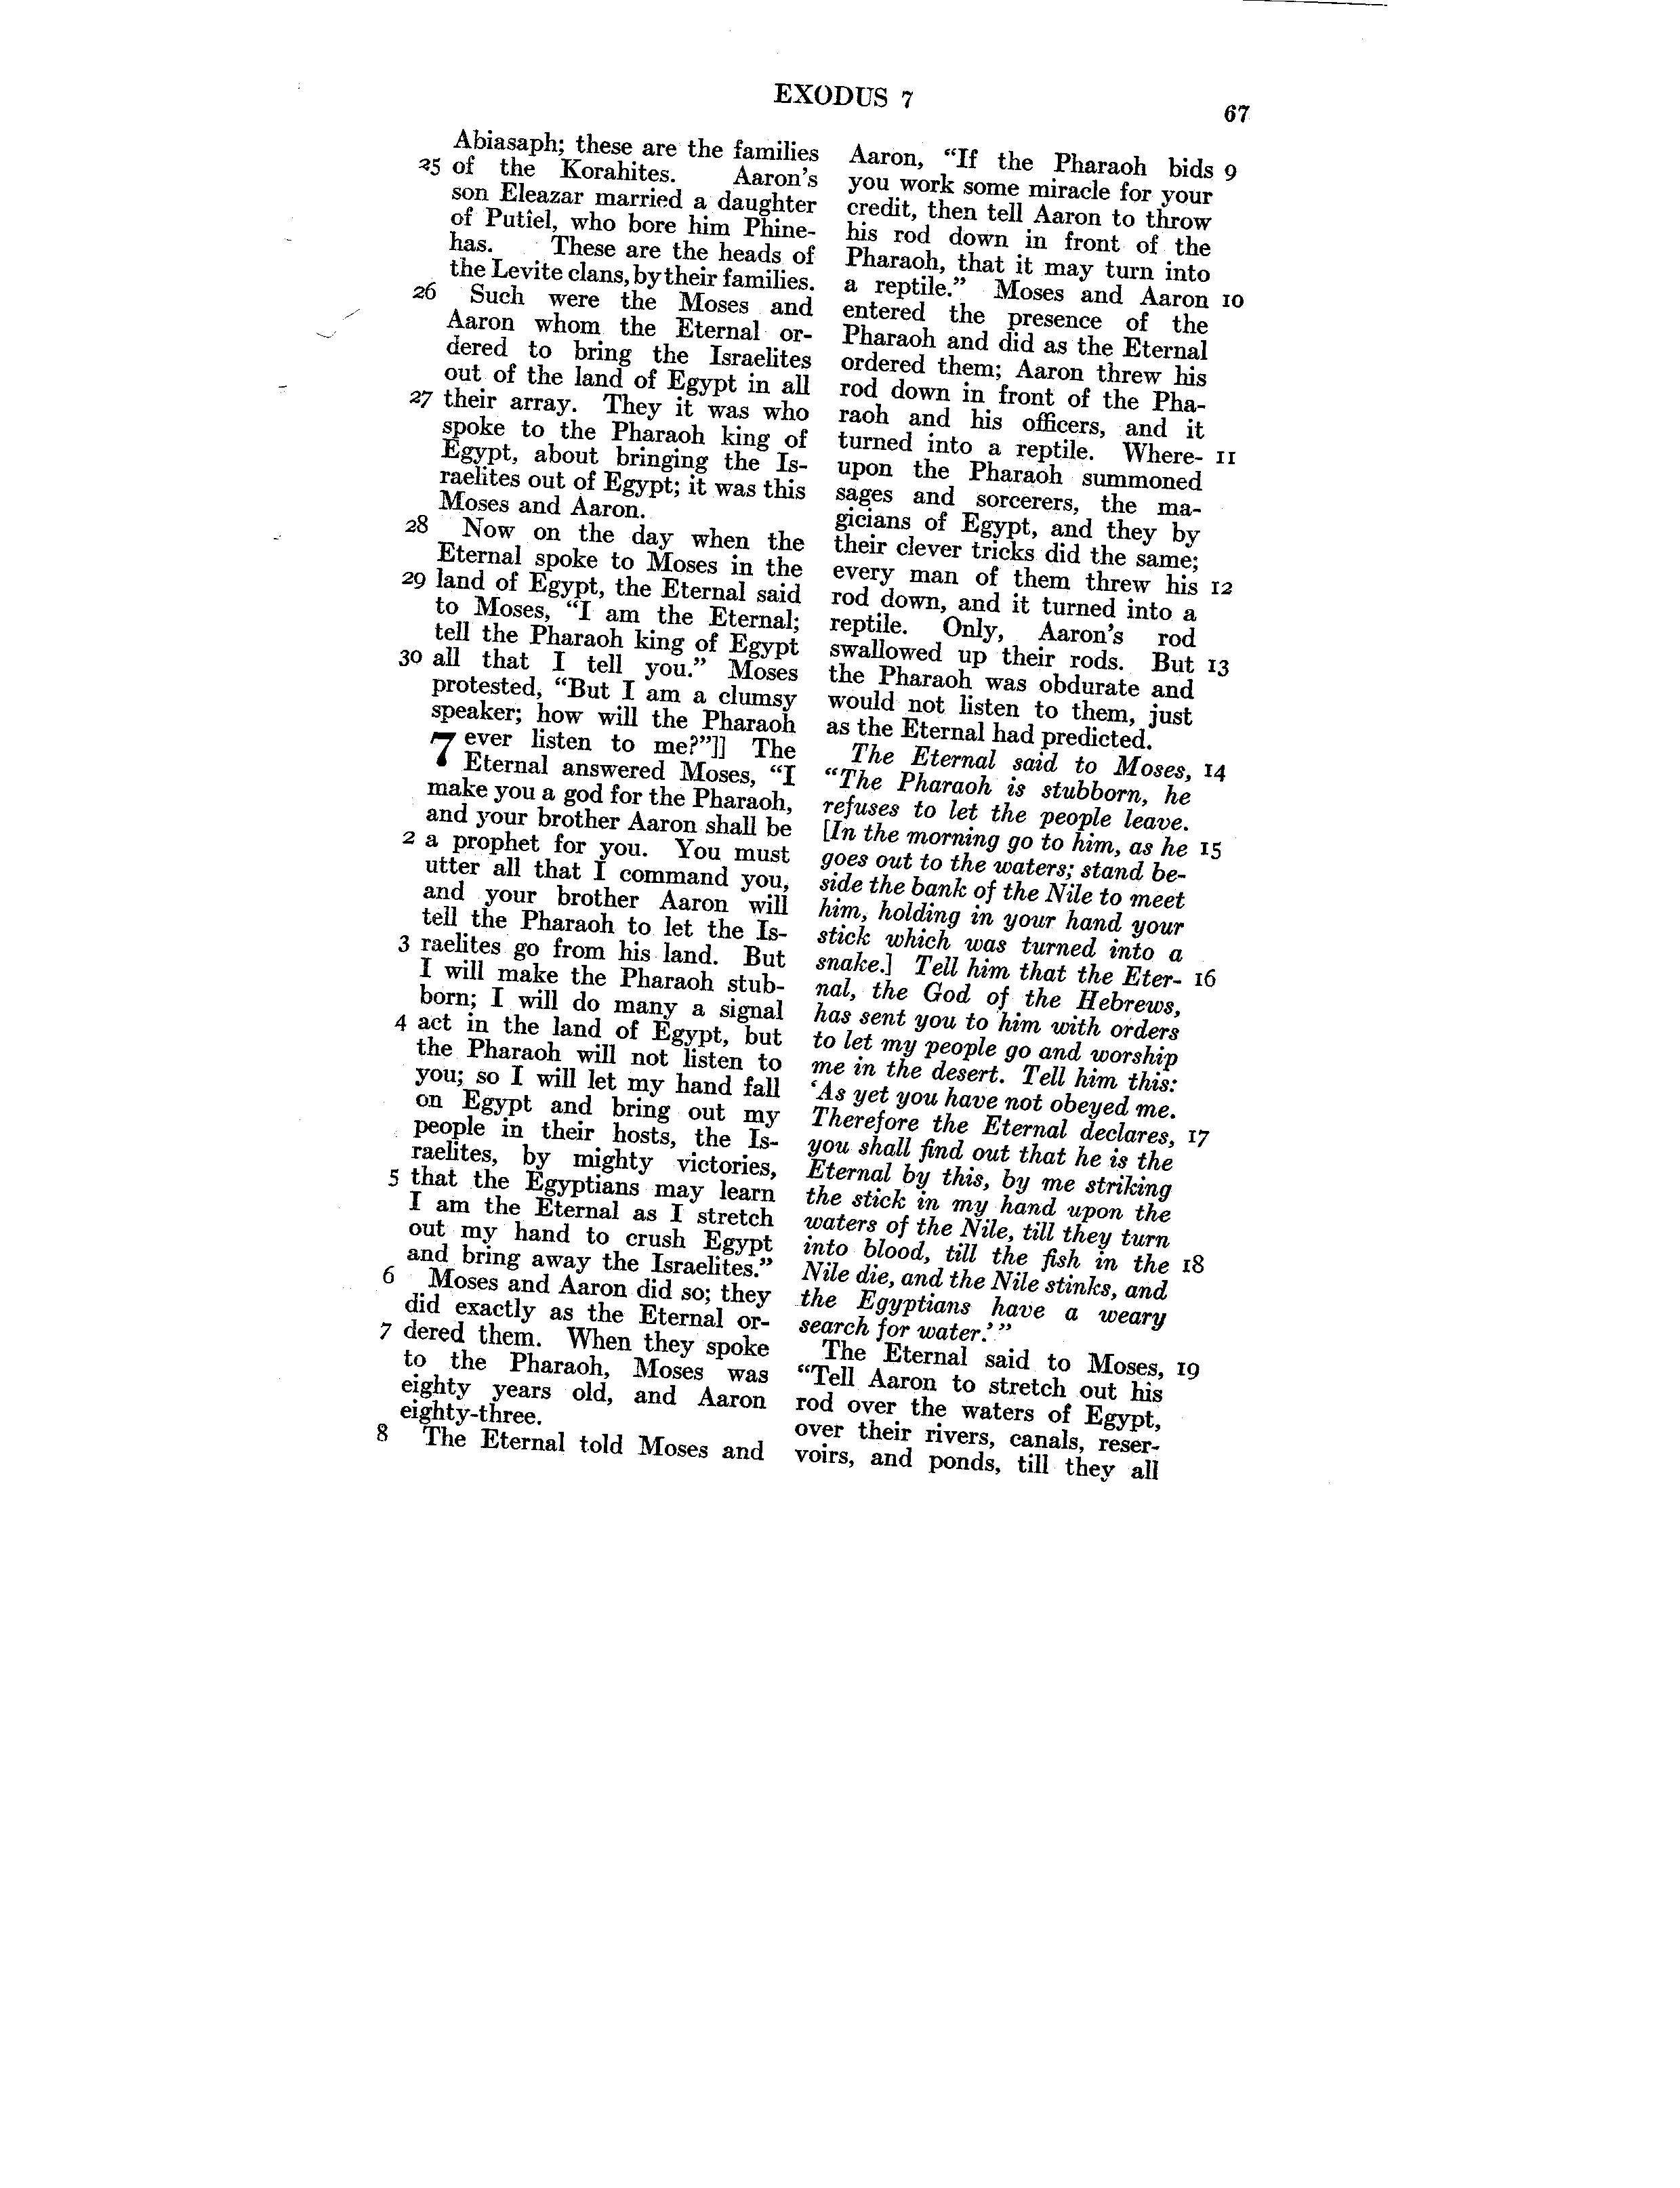 EXODUS 7
67
Abiasaph; these are the families
25 of the Korahites. Aaron's
son Eleazar married a daughter
of Putîel, who bore him Phine-
has. These are the heads of
the Levite clans, by their families.
26 Such were the Moses and
Aaron whom the Eternal or-
dered to bring the Israelites
out of the land of Egypt in all
27 their array. They it was who
spoke to the Pharaoh king of
Egypt, about bringing the Is-
raelites out of Egypt; it was this
Moses and Aaron.
28 Now on the day when the
Eternal spoke to Moses in the
29 land of Egypt, the Eternal said
to Moses, “I am the Eternal;
tell the Pharaoh king of Egypt
30 all that I tell you.” Moses
protested, “But I am a clumsy
speaker; how will the Pharaoh
7 ever listen to me?”]] The
Eternal answered Moses, “I
make you a god for the Pharaoh,
and your brother Aaron shall be
2 a prophet for you. You must
utter all that I command you,
and your brother Aaron will
tell the Pharaoh to let the Is-
3 raelites go from his land. But
I will make the Pharaoh stub-
born; I will do many a signal
4 act in the land of Egypt, but
the Pharaoh will not listen to
you; so I will let my hand fall
on Egypt and bring out my
people in their hosts, the Is-
raelites, by mighty victories,
5 that the Egyptians may learn
I am the Eternal as I stretch
out my hand to crush Egypt
and bring away the Israelites.”
6 Moses and Aaron did so; they
did exactly as the Eternal or-
7 dered them. When they spoke
to the Pharaoh, Moses was
eighty years old, and Aaron
eighty-three.
8 The Eternal told Moses and
Aaron, “If the Pharaoh bids 9
you work some miracle for your
credit, then tell Aaron to throw
his rod down in front of the
Pharaoh, that it may turn into
a reptile.” Moses and Aaron 10
entered the presence of the
Pharaoh and did as the Eternal
ordered them; Aaron threw his
rod down in front of the Pha-
raoh and his officers, and it
turned into a reptile. Where- 11
upon the Pharaoh summoned
sages and sorcerers, the ma-
gicians of Egypt, and they by
their clever tricks did the same;
every man of them threw his 12
rod down, and it turned into a
reptile. Only, Aaron's rod
swallowed up their rods. But 13
the Pharaoh was obdurate and
would not listen to them, just
as the Eternal had predicted.
The Eternal said to Moses, 14
“The Pharaoh is stubborn, he
refuses to let the people leave.
[In the morning go to him, as he 15
goes out to the waters; stand be-
side the bank of the Nile to meet
him, holding in your hand your
stick which was turned into a
snake.] Tell him that the Eter- 16
nal, the God of the Hebrews,
has sent you to him with orders
to let my people go and worship
me in the desert. Tell him this:
‘As yet you have not obeyed me.
Therefore the Eternal declares, 17
you shall find out that he is the
Eternal by this, by me striking
the stick in my hand upon the
waters of the Nile, till they turn
into blood, till the fish in the 18
Nile die, and the Nile stinks, and
the Egyptians have a weary
search for water.’”
The Eternal said to Moses, 19
“Tell Aaron to stretch out his
rod over the waters of Egypt,
over their rivers, canals, reser-
voirs, and ponds, till they all